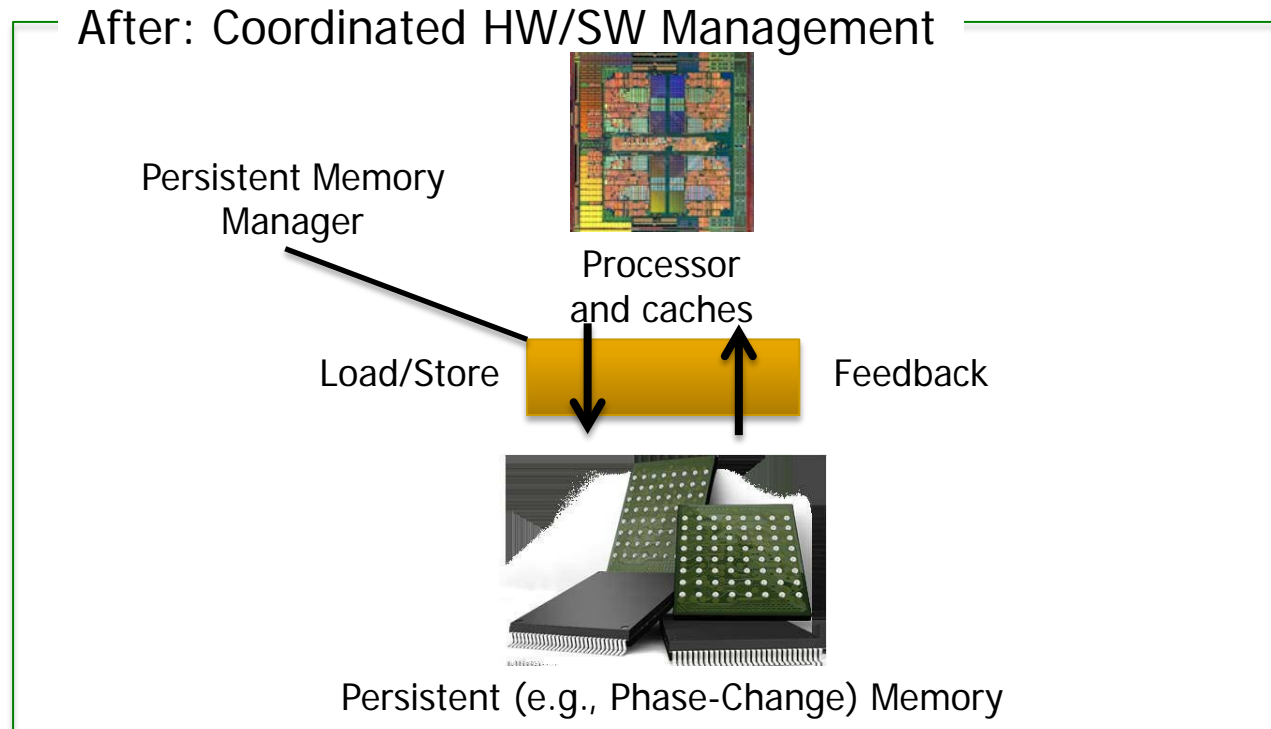 After: Coordinated HW/SW Management
Persistent Memory
Manager
Processor
and caches
Load/Store
Feedback
Persistent (e.g., Phase-Change) Memory